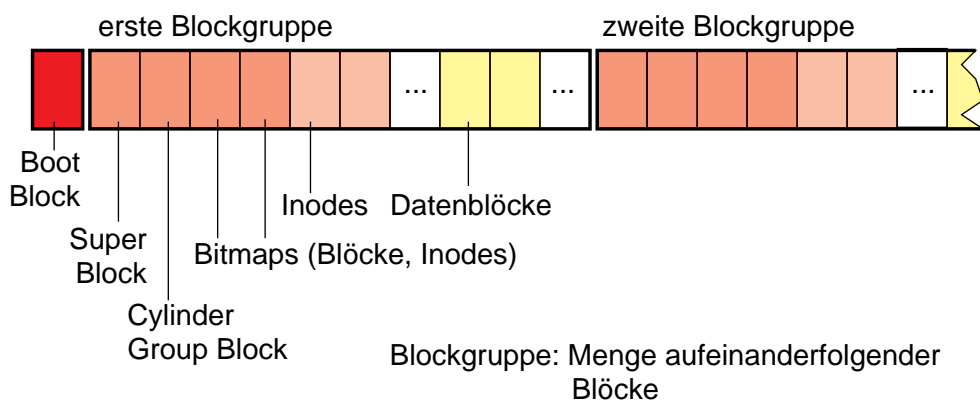 erste Blockgruppe
zweite Blockgruppe
...
...
...
Boot
Block
Inodes
Datenblöcke
Super
Block
Bitmaps (Blöcke, Inodes)
Cylinder
Group Block
Blockgruppe: Menge aufeinanderfolgender
Blöcke